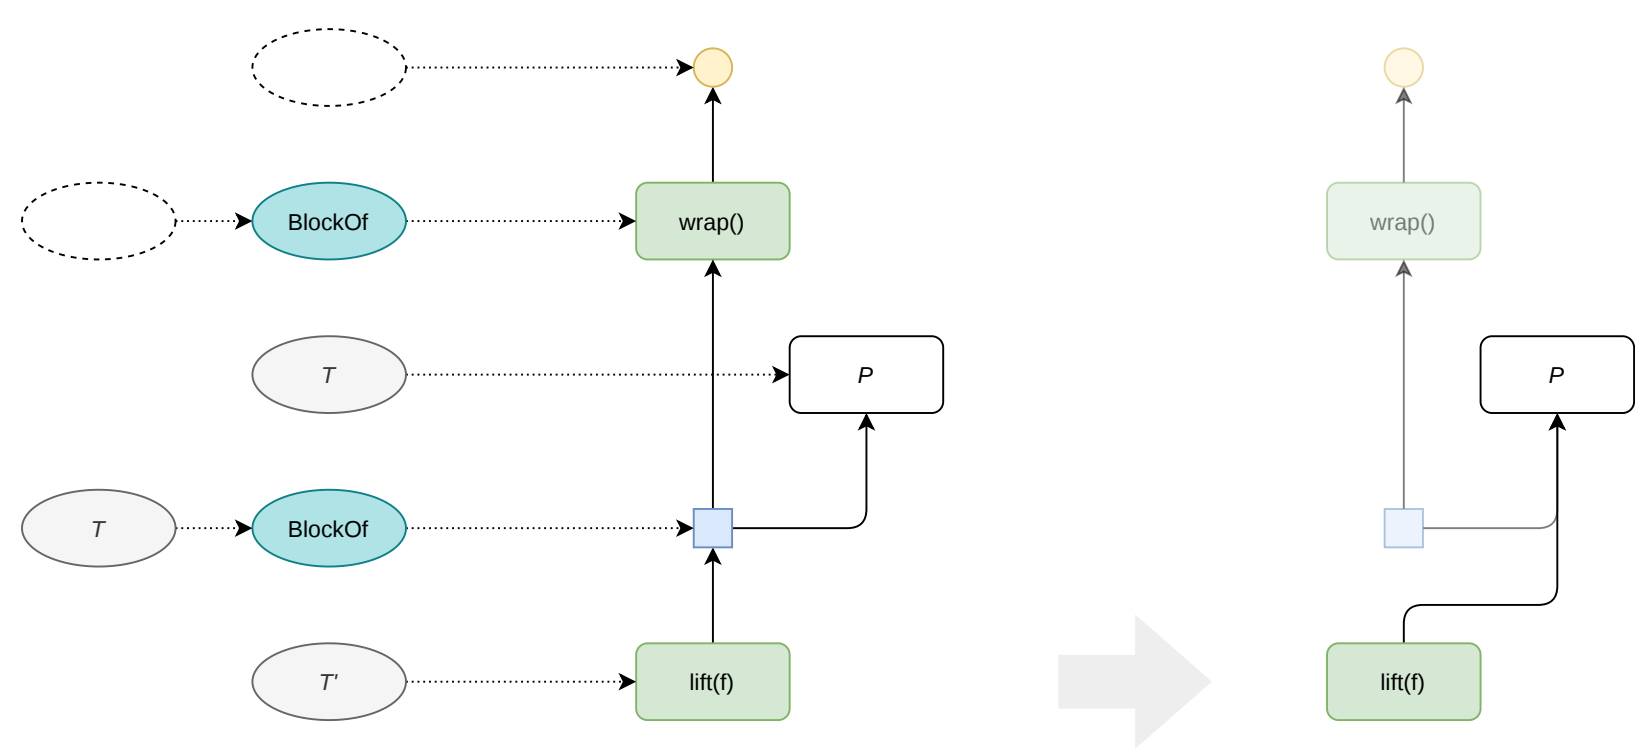 BlockOf
wrap()
wrap()
T
P
P
T
BlockOf
T'
lift(f)
lift(f)